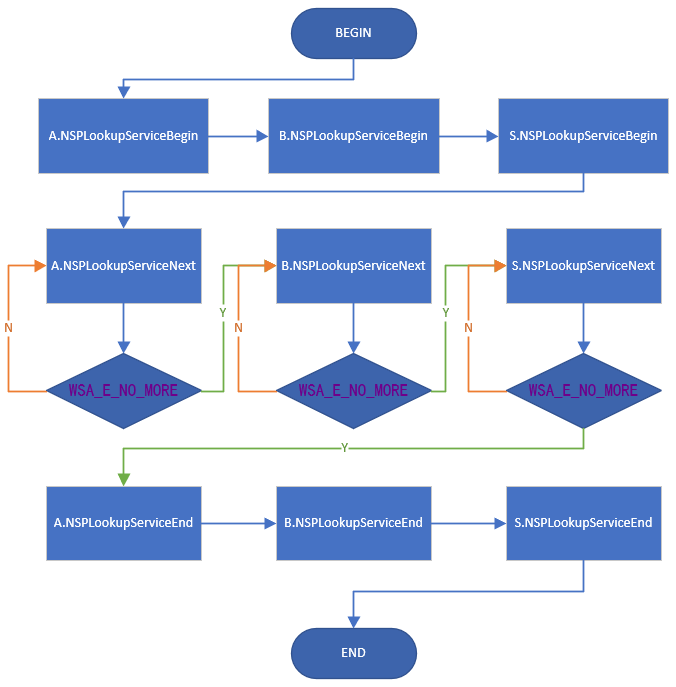 BEGIN
A.NSPLookupServiceBegin
B.NSPLookupServiceBegin
S.NSPLookupServiceBegin
A.NSPLookupServiceNext
B.NSPLookupServiceNext
S.NSPLookupServiceNext
Y
Y
N
N
N
WSA_E_NO_MORE
WSA_E_NO_MORE
WSA_E_NO_MORE
Y
A.NSPLookupServiceEnd
B.NSPLookupServiceEnd
S.NSPLookupServiceEnd
END